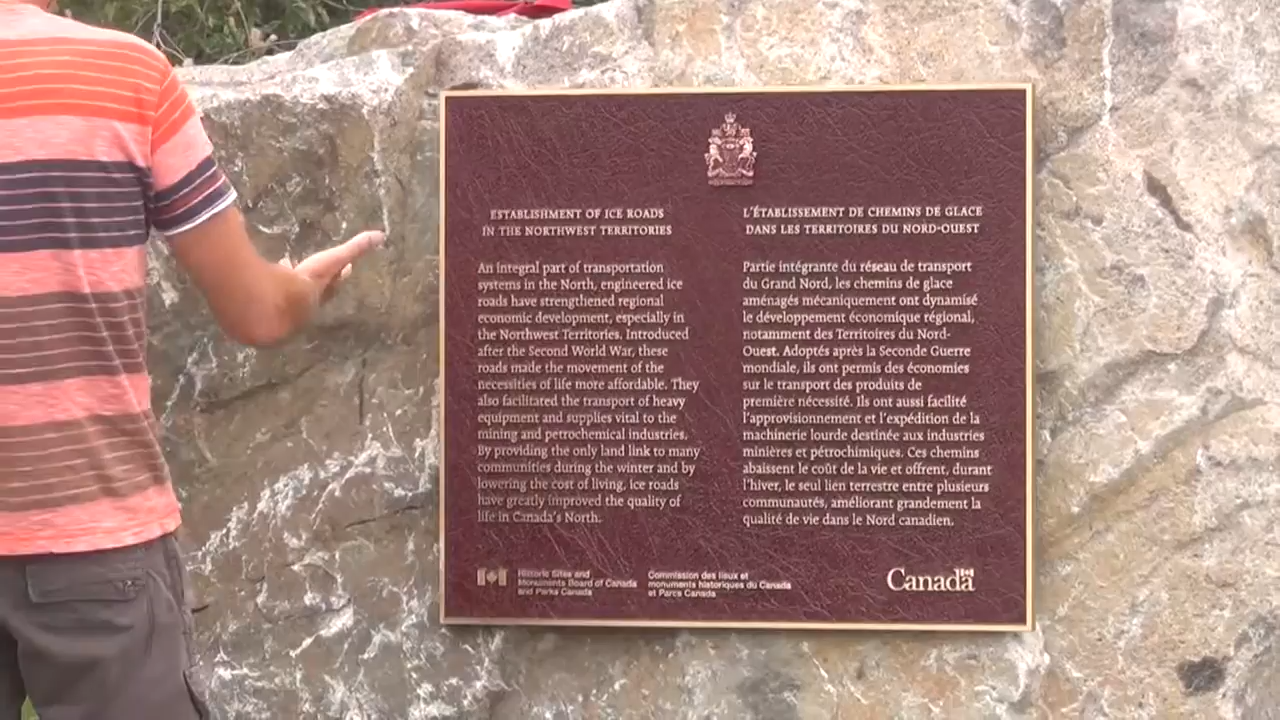 ESTABLISHMENT OF ICE ROADS
IN THE NORTHWEST TERRITORIES
An integral part of transportation
systems in the North, engineered ice
roads have strengthened regional
economic development, especially in
the Northwest Territories. Introduced
after the Second World War, these
roads made the movement of the
necessities of life more affordable. They
also facilitated the transport of heavy
equipment and supplies vital to the
mining and petrochemical industries.
By providing the only land link to many
communities during the winter and by
lowering the cost of living, ice roads
have greatly improved the quality of
life in Canada's North.
L'ÉTABLISSEMENT DE CHEMINS DE GLACE
DANS LES TERRITOIRES DU NORD-OUEST
Partie intégrante du réseau de transport
du Grand Nord, les chemins de glace
aménagés mécaniquement ont dynamisé
le développement économique régional,
notamment des Territoires du Nord-
Ouest. Adoptés après la Seconde Guerre
mondiale, ils ont permis des économies
sur le transport des produits de
première nécessité. Ils ont aussi facilité
l'approvisionnement et l'expédition de la
machinerie lourde destinée aux industries
minières et pétrochimiques. Ces chemins
abaissent le coût de la vie et offrent, durant
l'hiver, le seul lien terrestre entre plusieurs
communautés, améliorant grandement la
qualité de vie dans le Nord canadien.
Historic Sites and
Monuments Board of Canada
and Parks Canada
Commission des lieux et
monuments historiques du Canada
et Parcs Canada
Canada